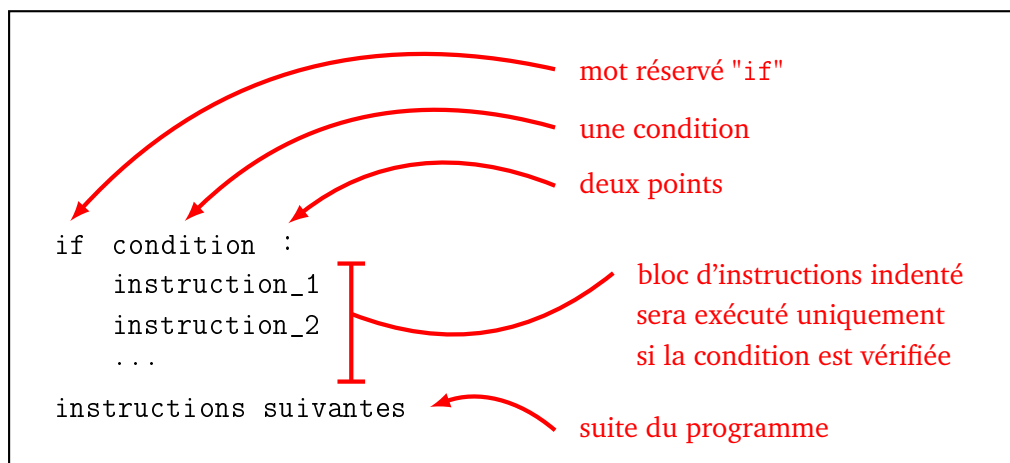 mot réservé "if"
une condition
deux points
if condition :
instruction_1
instruction_2
...
instructions suivantes
bloc d'instructions indenté
sera exécuté uniquement
si la condition est vérifiée
suite du programme